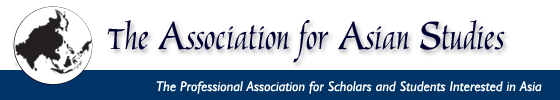 The Association for Asian Studies
The Professional Association for Scholars and Students Interested in Asia